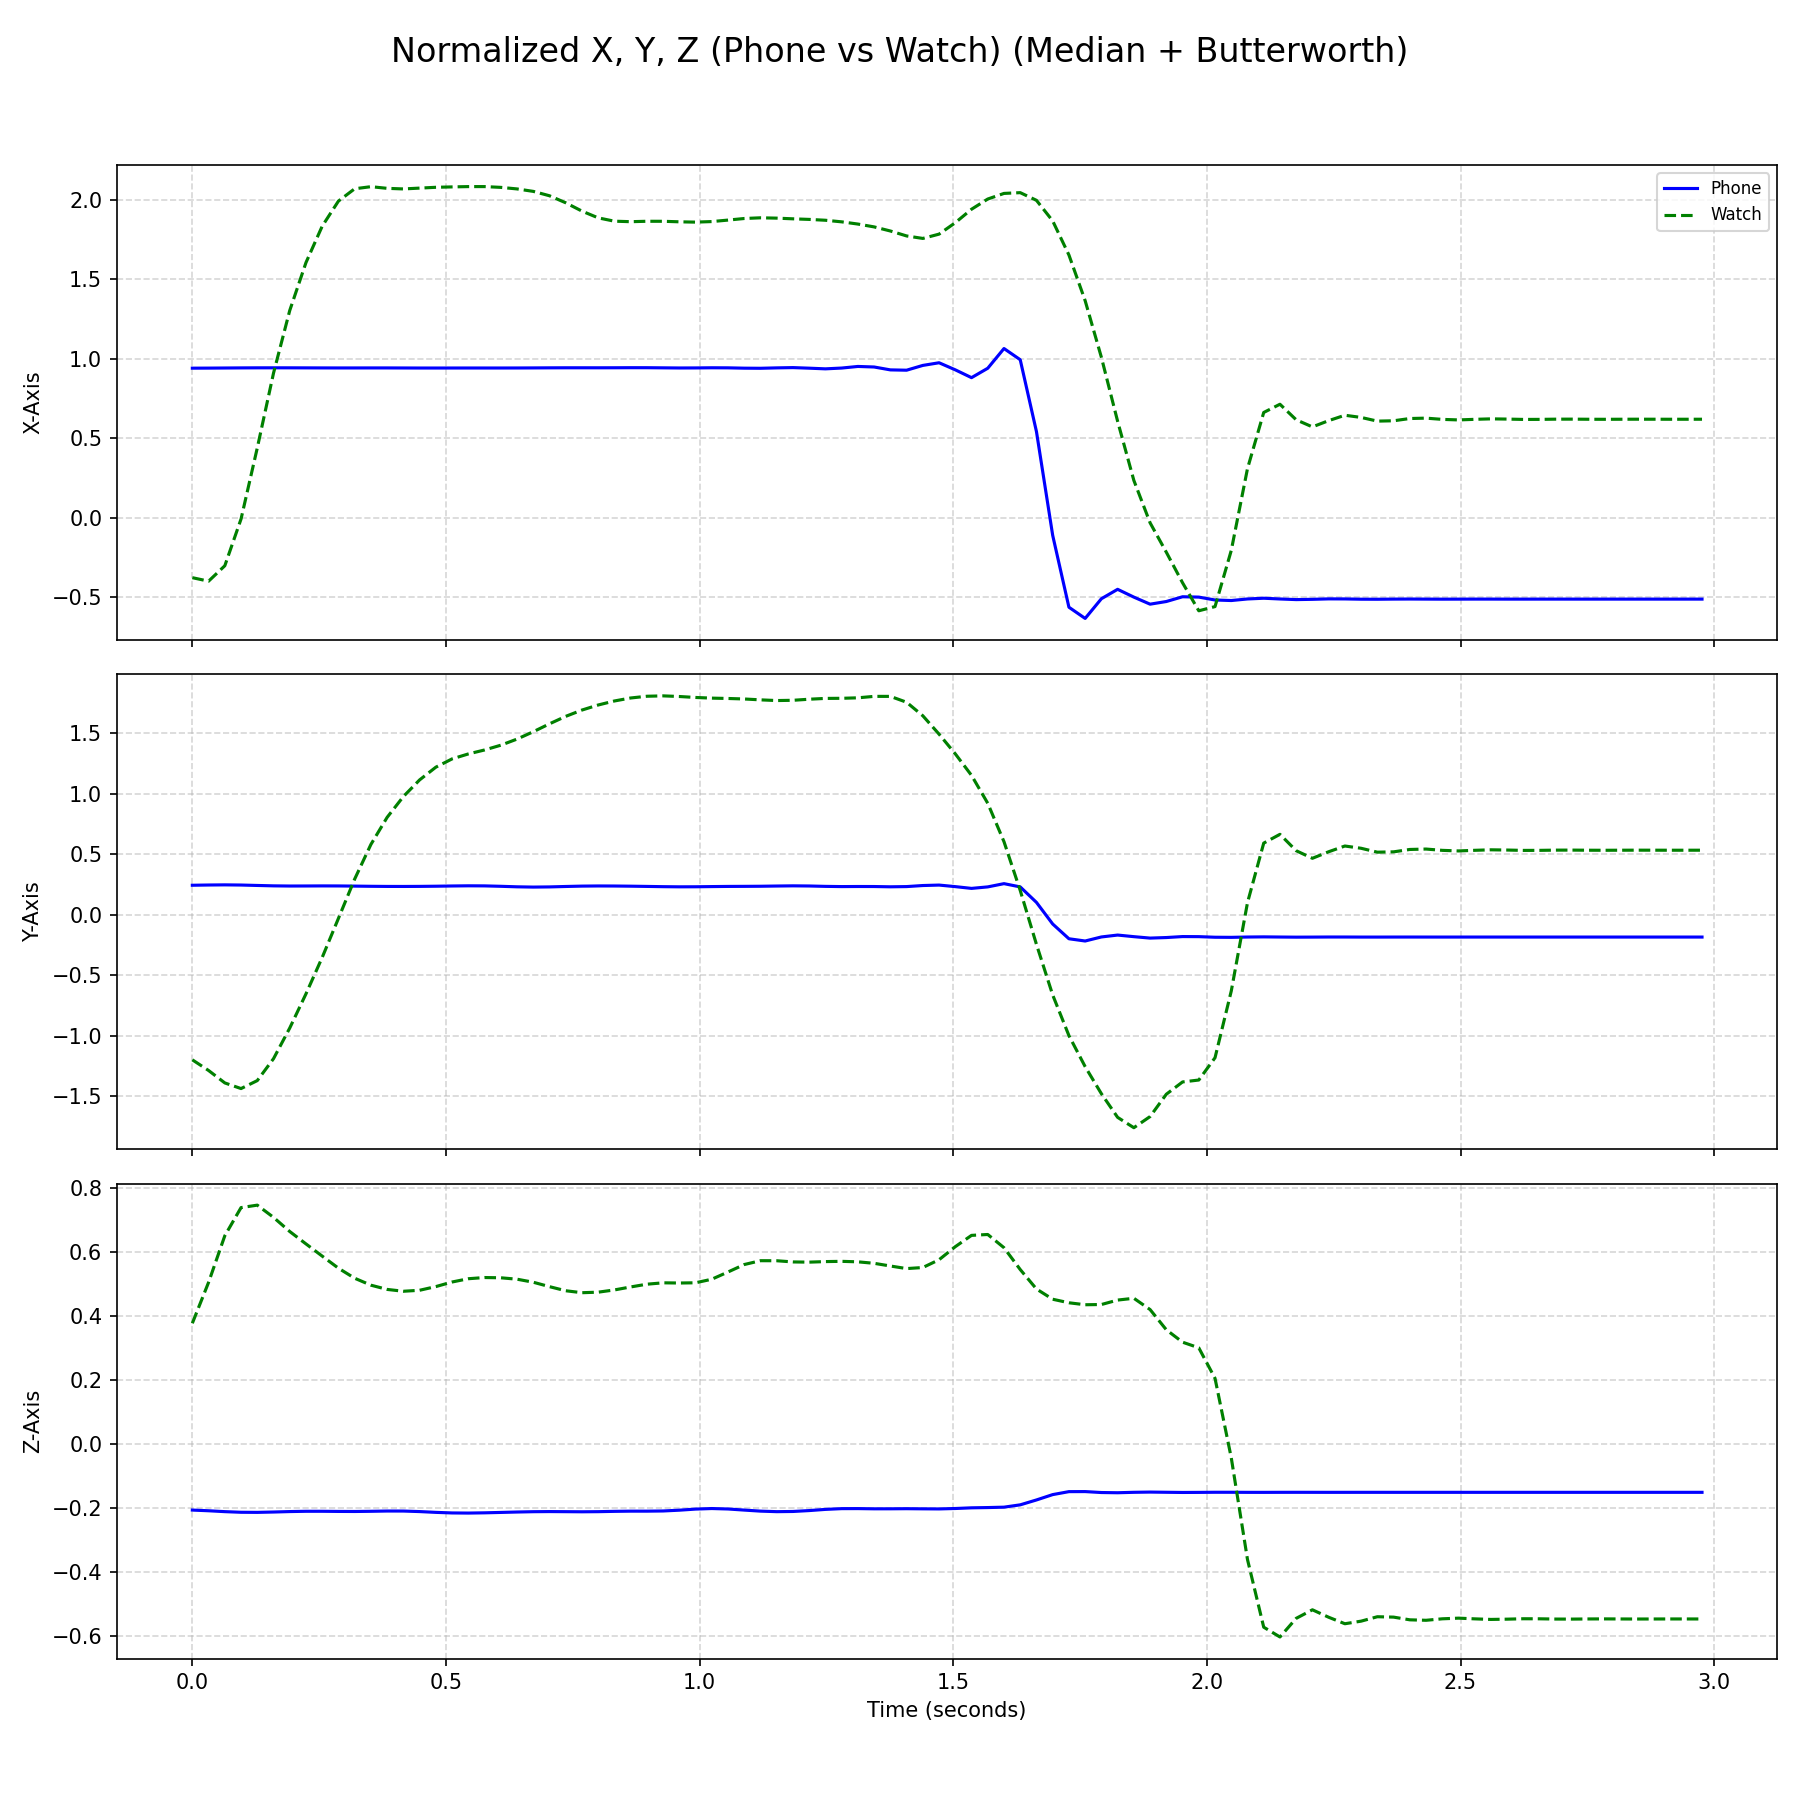 Normalized X, Y, Z (Phone vs Watch) (Median + Butterworth)
Phone
Watch
2.0
1.5
1.0
0.5
0.0
−0.5
X-Axis
1.5
1.0
0.5
0.0
−0.5
−1.0
−1.5
Y-Axis
0.8
0.6
0.4
0.2
0.0
−0.2
−0.4
−0.6
Z-Axis
0.0 0.5 1.0 1.5 2.0 2.5 3.0
Time (seconds)